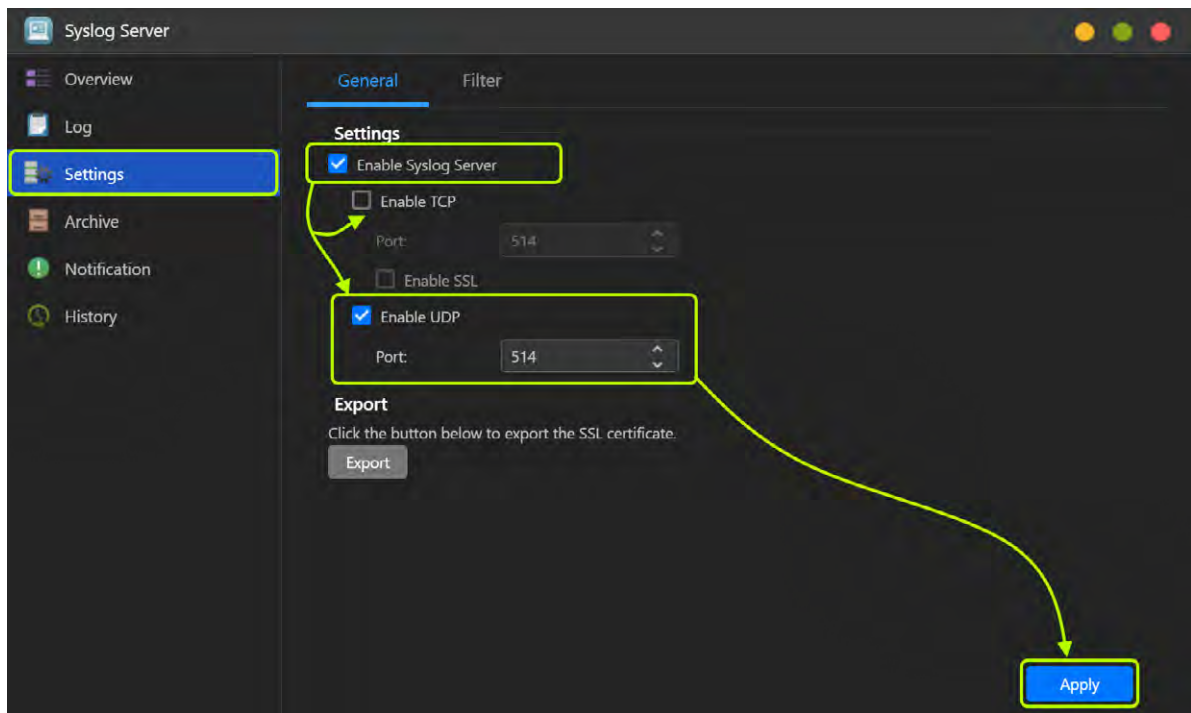 Syslog Server
Overview
Log
Settings
Archive
Notification
History
General Filter
Settings
Enable Syslog Server
Enable TCP
Port: 514
Enable SSL
Enable UDP
Port: 514
Export
Click the button below to export the SSL certificate.
Export
Apply